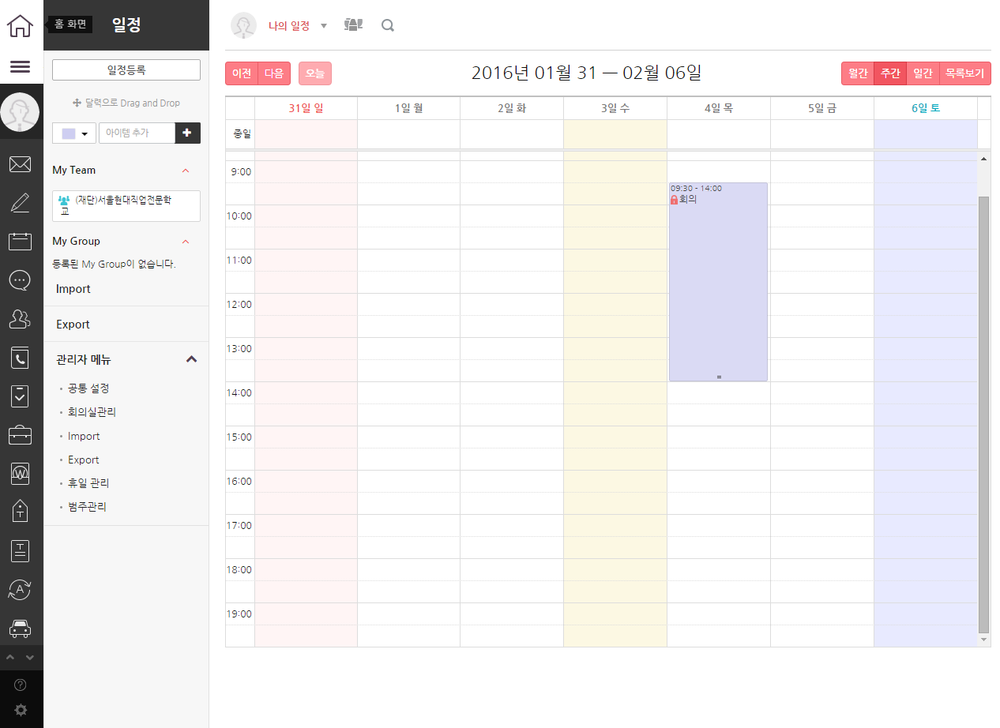 홈 화면
일정
나의 일정
일정등록
달력으로 Drag and Drop
아이템 추가
My Team
(재단)서울현대직업전문학
교
My Group
등록된 My Group이 없습니다.
Import
Export
관리자 메뉴
공통 설정
회의실관리
Import
Export
휴일 관리
범주관리
이전 다음 오늘
2016년 01월 31 — 02월 06일
월간 주간 일간 목록보기
31일 일 1일 월 2일 화 3일 수 4일 목 5일 금 6일 토
종일
9:00
09:30 - 14:00
회의
10:00
11:00
12:00
13:00
14:00
15:00
16:00
17:00
18:00
19:00
W
T
T
A